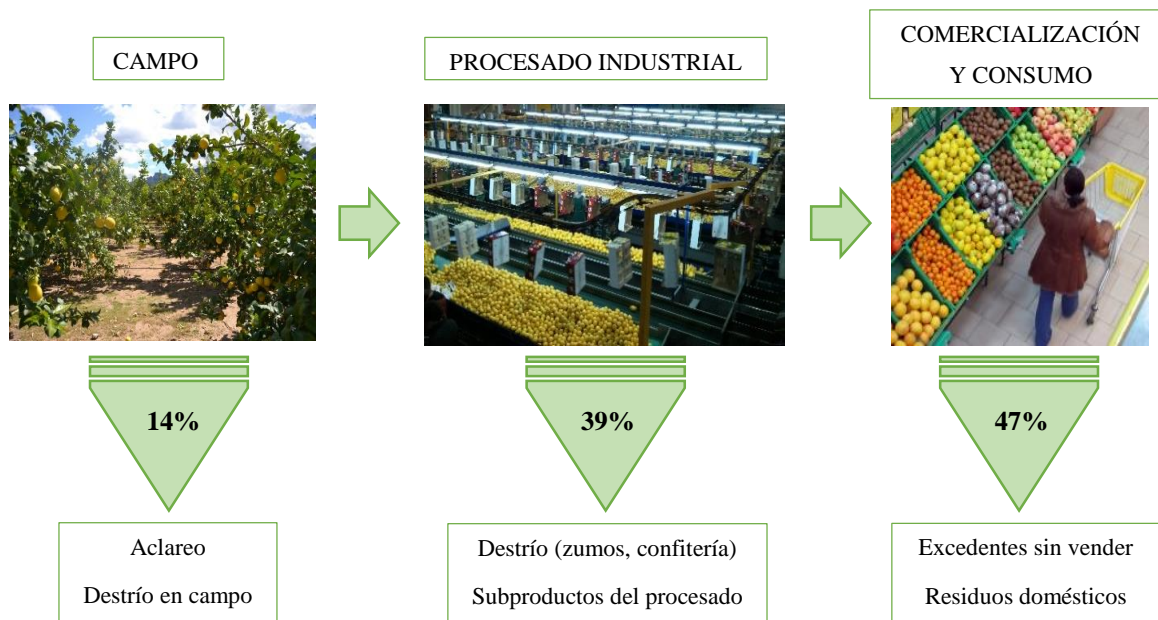 CAMPO
PROCESADO INDUSTRIAL
COMERCIALIZACIÓN
Y CONSUMO
14%
39%
47%
Aclareo
Destrío en campo
Destrío (zumos, confitería)
Subproductos del procesado
Excedentes sin vender
Residuos domésticos